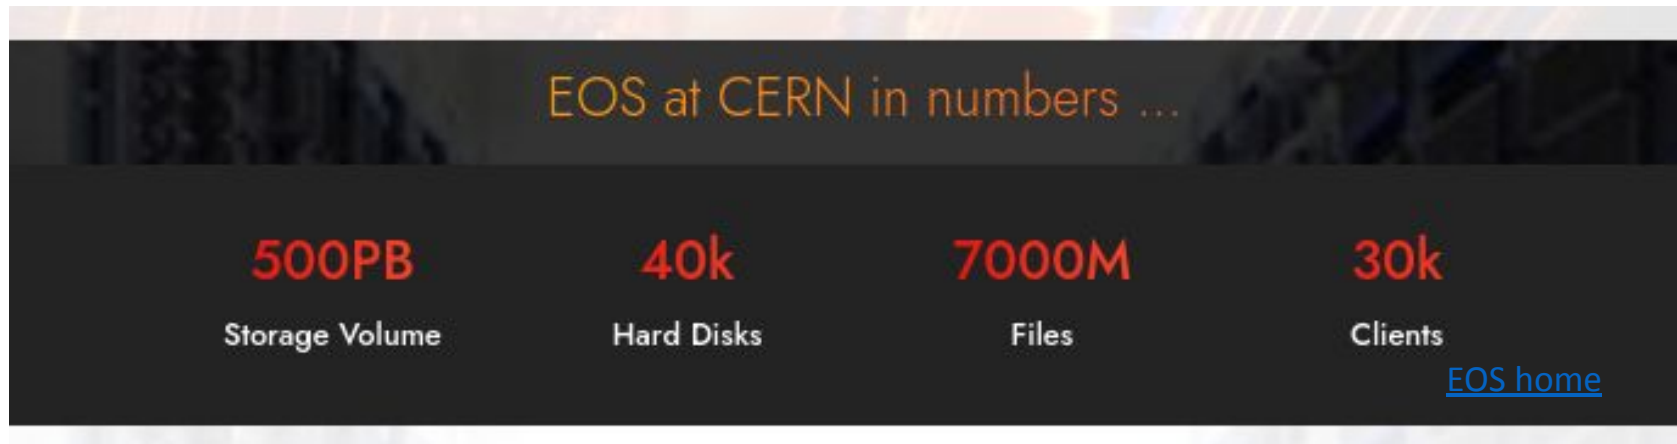 EOS at CERN in numbers ...
500PB 40k 7000M 30k
Storage Volume Hard Disks Files Clients
EOS home